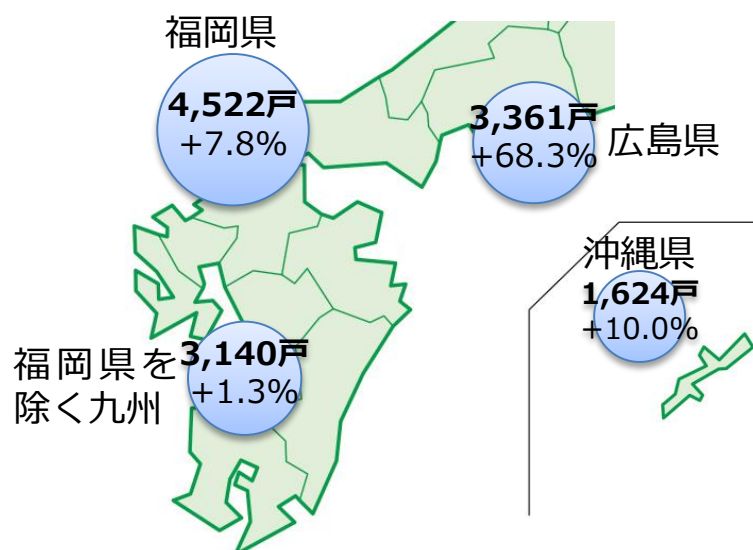 福岡県
4,522戸
+7.8%
3,361戸
+68.3%
広島県
沖縄県
1,624戸
+10.0%
福岡県を
除く九州
3,140戸
+1.3%